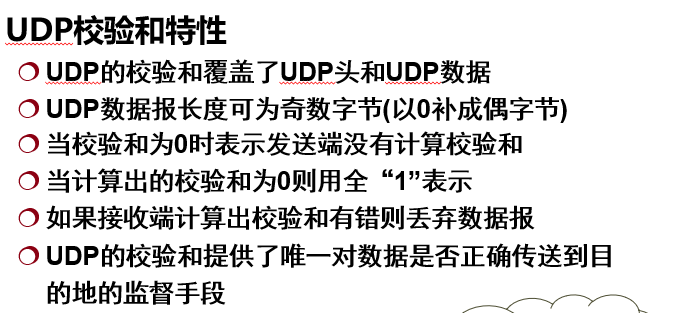 UDP校验和特性
UDP的校验和覆盖了UDP头和UDP数据
UDP数据报长度可为奇数字节(以0补成偶字节)
当校验和为0时表示发送端没有计算校验和
当计算出的校验和为0则用全“1”表示
如果接收端计算出校验和有错则丢弃数据报
UDP的校验和提供了唯一对数据是否正确传送到目
的地的监督手段